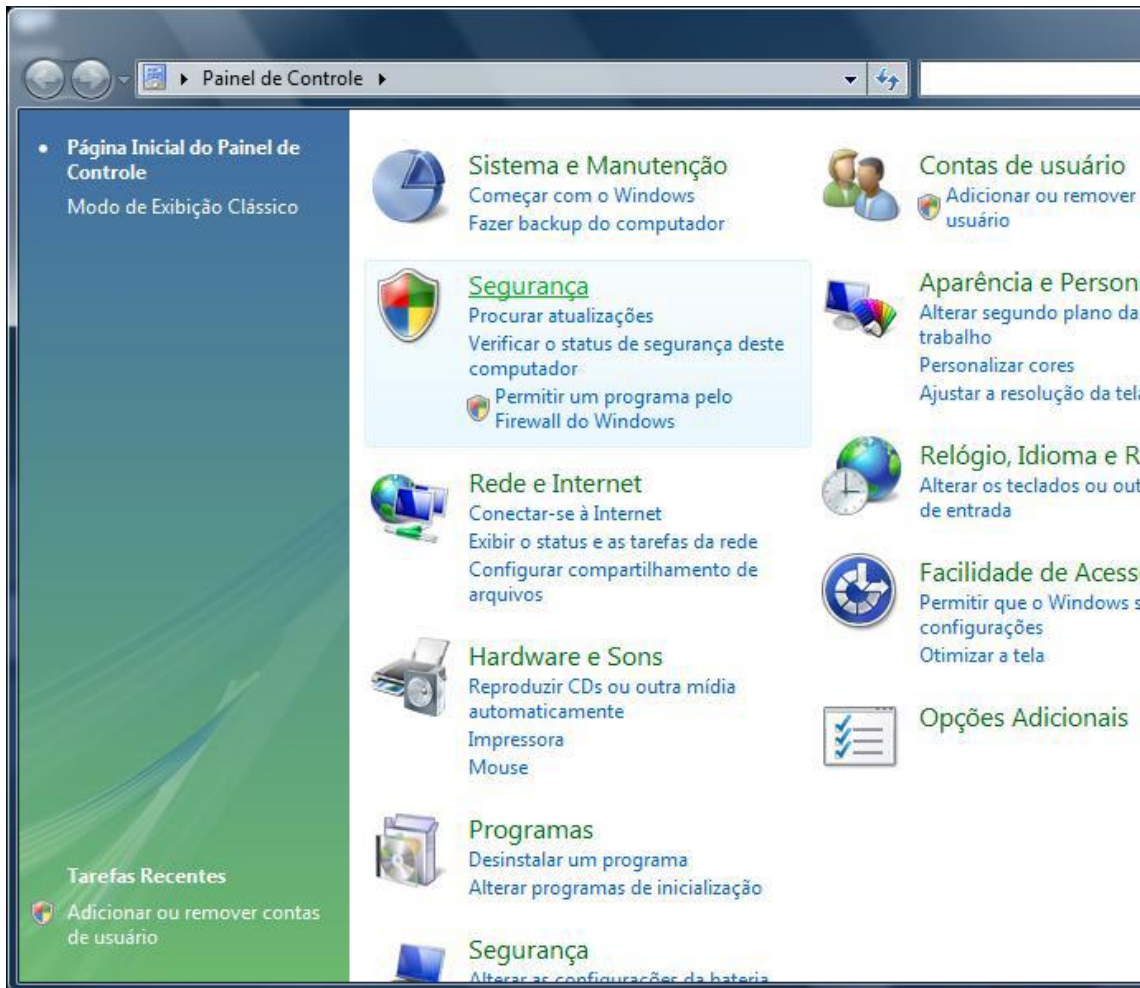 Painel de Controle
Página Inicial do Painel de
Controle
Modo de Exibição Clássico
Tarefas Recentes
Adicionar ou remover contas
de usuário
Sistema e Manutenção
Começar com o Windows
Fazer backup do computador
Segurança
Procurar atualizações
Verificar o status de segurança deste
computador
Permitir um programa pelo
Firewall do Windows
Rede e Internet
Conectar-se à Internet
Exibir o status e as tarefas da rede
Configurar compartilhamento de
arquivos
Hardware e Sons
Reproduzir CDs ou outra mídia
automaticamente
Impressora
Mouse
Programas
Desinstalar um programa
Alterar programas de inicialização
Segurança
Alterar as configurações da bateria
Contas de usuário
Adicionar ou remover
usuário
Aparência e Person
Alterar segundo plano da
trabalho
Personalizar cores
Ajustar a resolução da tela
Relógio, Idioma e R
Alterar os teclados ou out
de entrada
Facilidade de Acess
Permitir que o Windows s
configurações
Otimizar a tela
Opções Adicionais